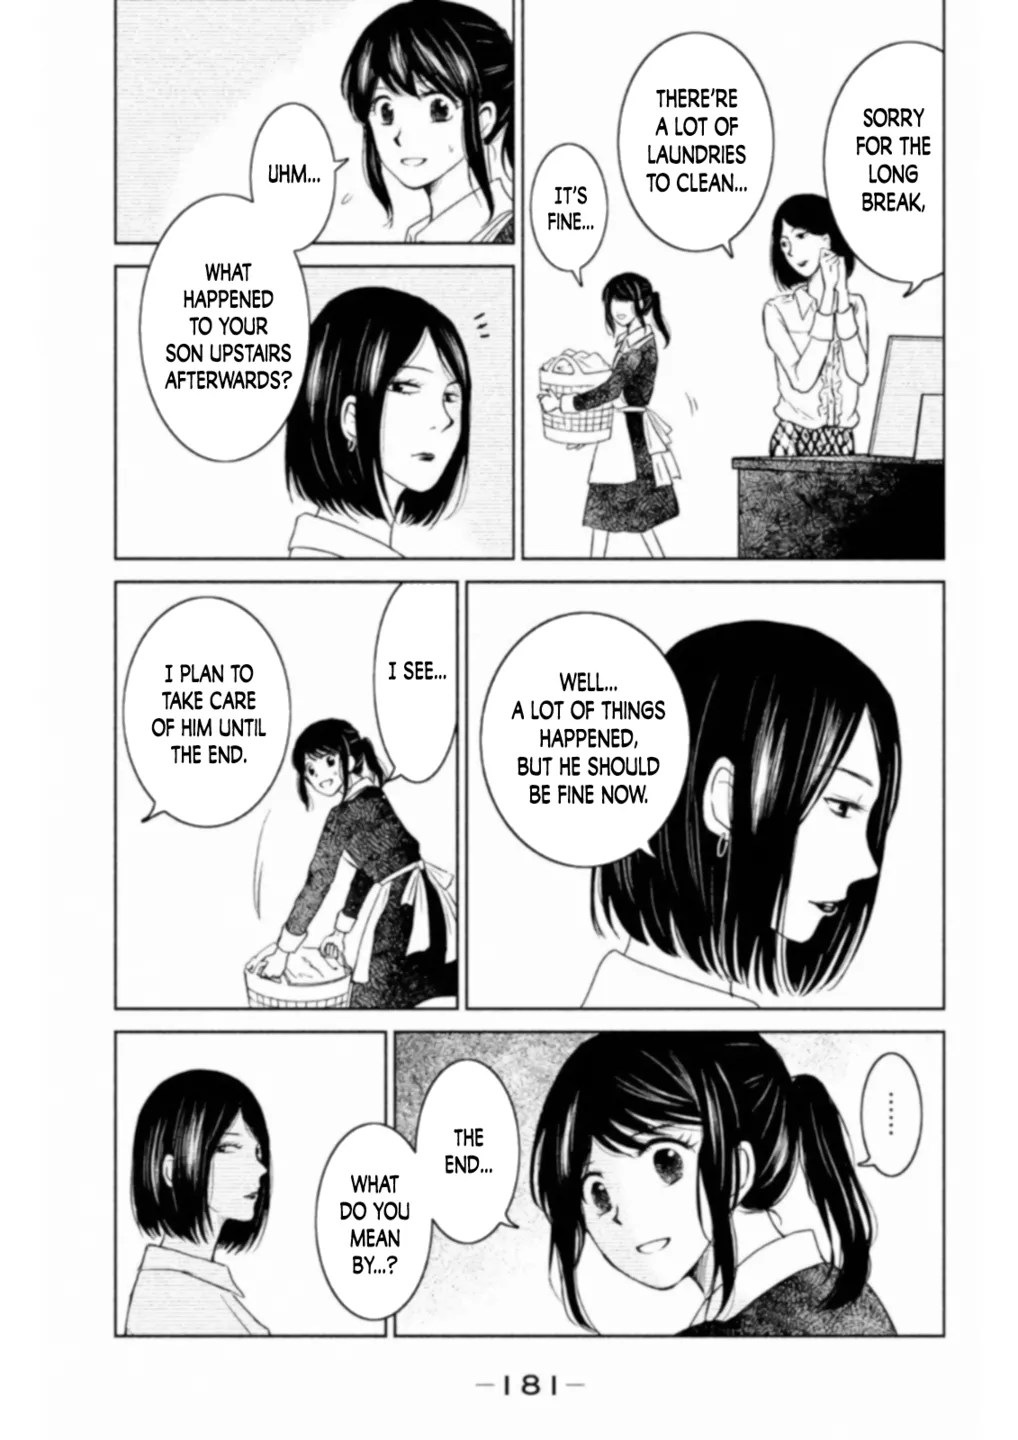 SORRY
FOR THE
LONG
BREAK,
THERE'RE
A LOT OF
LAUNDRIES
TO CLEAN...
IT'S
FINE...
UHM...
WHAT
HAPPENED
TO YOUR
SON UPSTAIRS
AFTERWARDS?
WELL...
A LOT OF THINGS
HAPPENED,
BUT HE SHOULD
BE FINE NOW.
I SEE...
I PLAN TO
TAKE CARE
OF HIM UNTIL
THE END.
........
THE
END...
WHAT
DO YOU
MEAN
BY...?
—181—